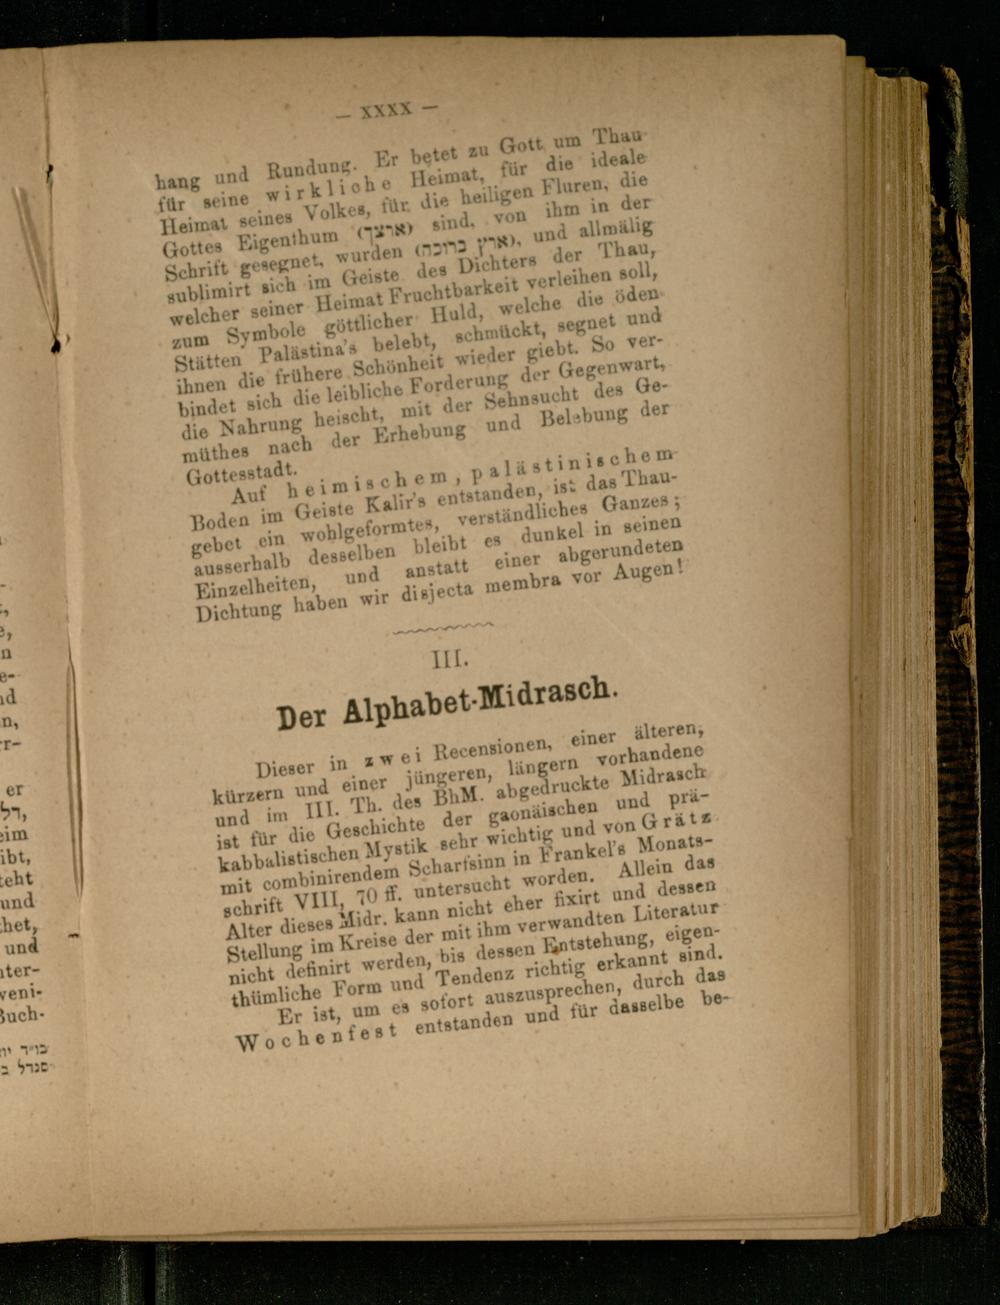 — XXXX —
hang und Rundung. Er betet zu Gott um Thau
für seine wirkliche Heimat, für die ideale
Heimat seines Volkes, für die heiligen Fluren, die
Gottes Eigenthum (ארצך) sind, von ihm in der
Schrift gesegnet, wurden (ארץ ברוכה), und allmälig
sublimirt sich im Geiste des Dichters der Thau,
welcher seiner Heimat Fruchtbarkeit verleihen soll,
zum Symbole göttlicher Huld, welche die öden
Stätten Palästina's belebt, schmückt, segnet und
ihnen die frühere Schönheit wieder giebt. So ver-
bindet sich die leibliche Forderung der Gegenwart,
die Nahrung heischt, mit der Sehnsucht des Ge-
müthes nach der Erhebung und Belebung der
Gottesstadt.
Auf heimischem, palästinischem
Boden im Geiste Kalir's entstanden, ist das Thau-
gebet ein wohlgeformtes, verständliches Ganzes;
ausserhalb desselben bleibt es dunkel in seinen
Einzelheiten, und anstatt einer abgerundeten
Dichtung haben wir disjecta membra vor Augen!
III.
Der Alphabet-Midrasch.
Dieser in zwei Recensionen, einer älteren,
kürzern und einer jüngeren, längern vorhandene
und im III. Th. des BhM. abgedruckte Midrasch
ist für die Geschichte der gaonäischen und prä-
kabbalistischen Mystik sehr wichtig und von Grätz
mit combinirendem Scharfsinn in Frankel's Monats-
schrift VIII, 70 ff. untersucht worden. Allein das
Alter dieses Midr. kann nicht eher fixirt und dessen
Stellung im Kreise der mit ihm verwandten Literatur
nicht definirt werden, bis dessen Entstehung, eigen-
thümliche Form und Tendenz richtig erkannt sind.
Er ist, um es sofort auszusprechen, durch das
Wochenfest entstanden und für dasselbe be-